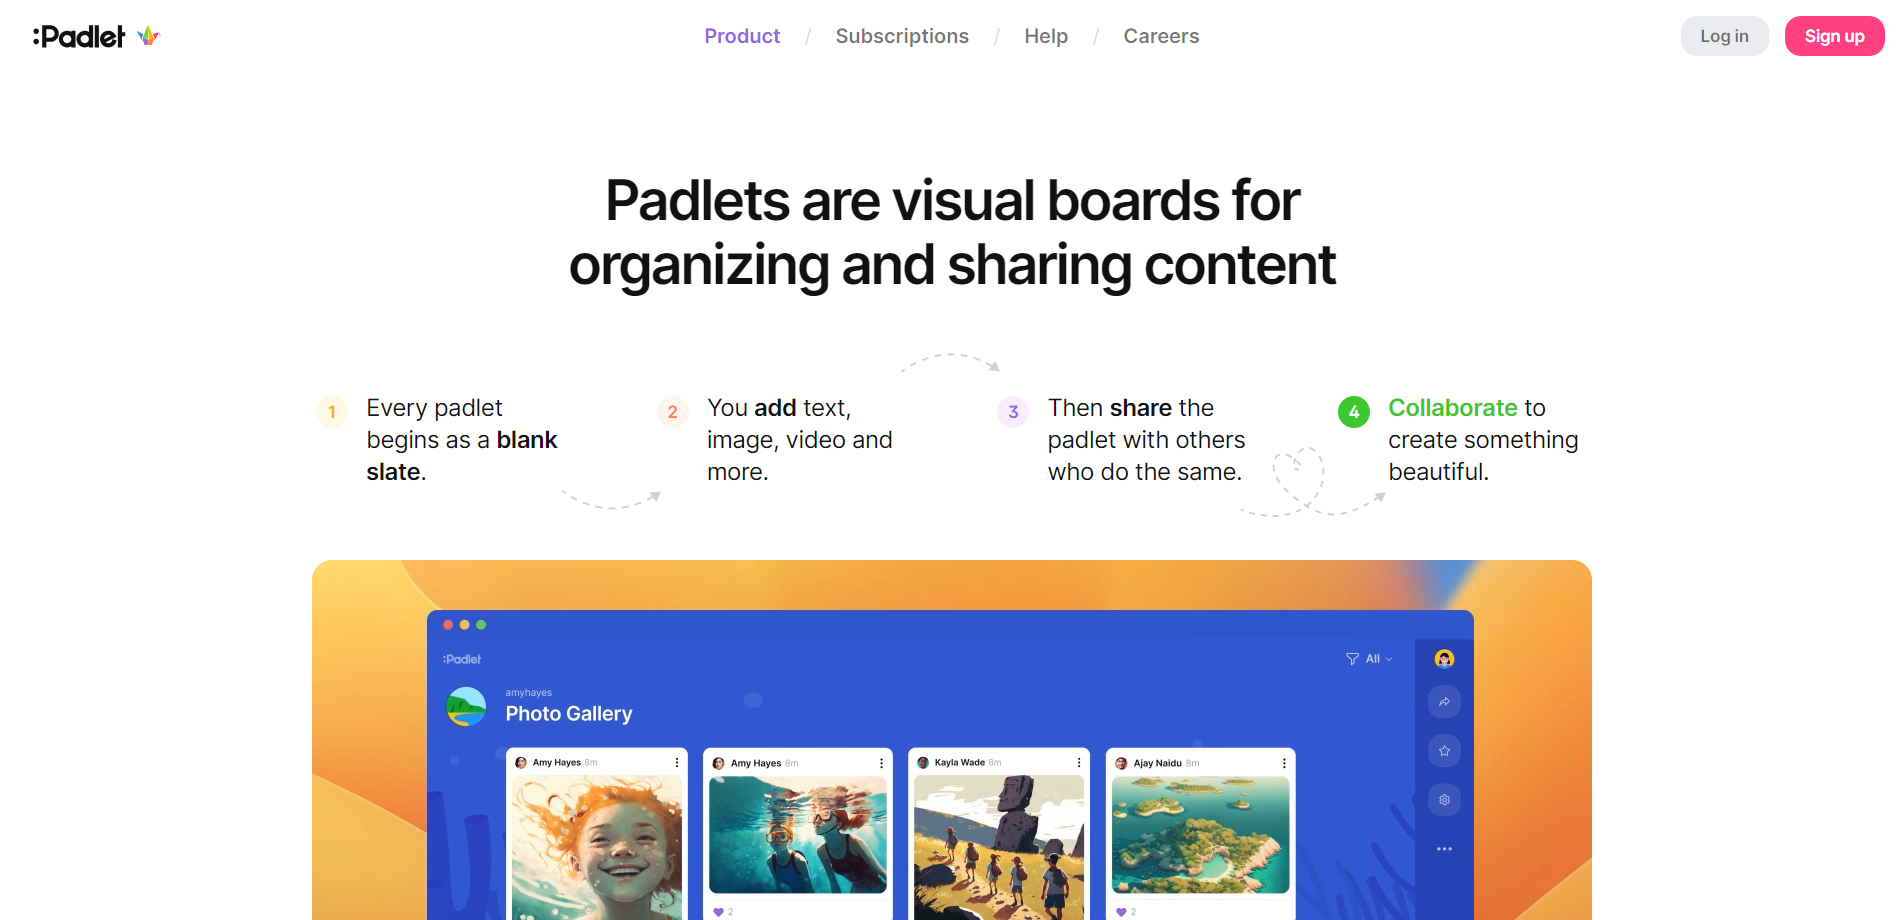 :Padlet
Product / Subscriptions / Help / Careers
Log in
Sign up
Padlets are visual boards for
organizing and sharing content
1
Every padlet
begins as a blank
slate.
2
You add text,
image, video and
more.
3
Then share the
padlet with others
who do the same.
4
Collaborate to
create something
beautiful.
:Padlet
All
amyhayes
Photo Gallery
Amy Hayes 8m
Amy Hayes 8m
Kayla Wade 8m
Ajay Naidu 8m
2
2